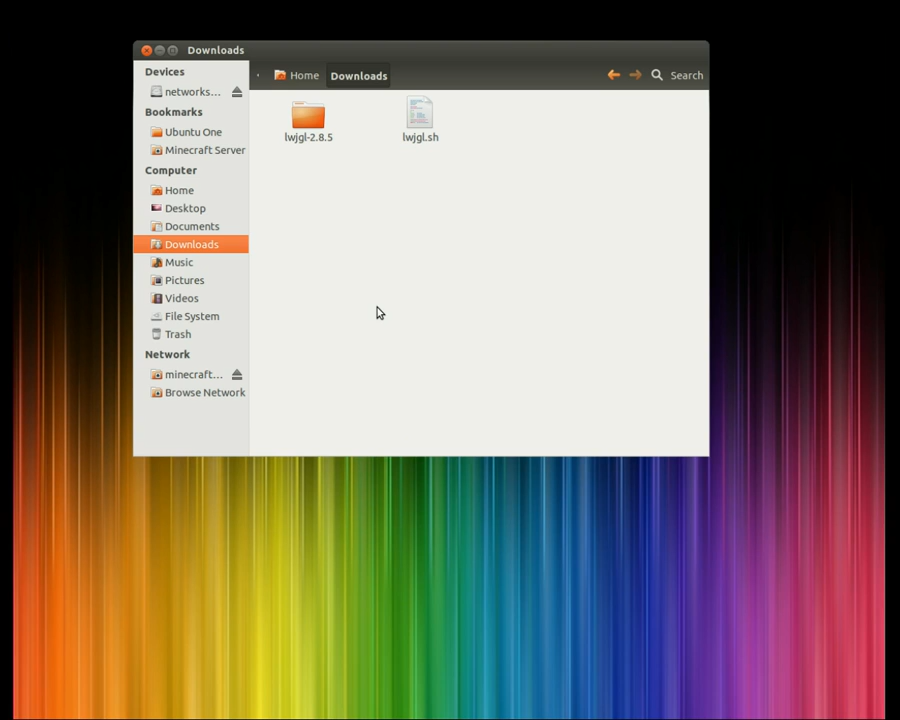 Downloads
Devices
networks...
Bookmarks
Ubuntu One
Minecraft Server
Computer
Home
Desktop
Documents
Downloads
Music
Pictures
Videos
File System
Trash
Network
minecraft...
Browse Network
Home
Downloads
Search
lwjgl-2.8.5
lwjgl.sh